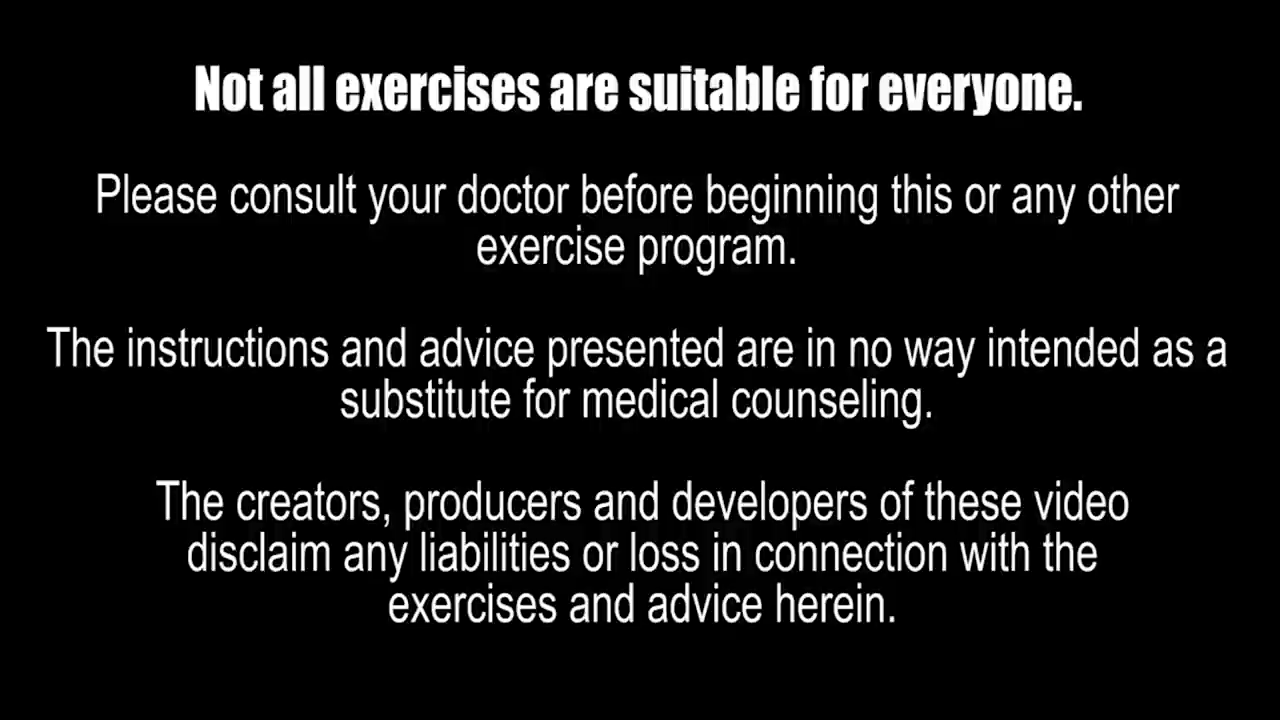 Not all exercises are suitable for everyone.
Please consult your doctor before beginning this or any other
exercise program.
The instructions and advice presented are in no way intended as a
substitute for medical counseling.
The creators, producers and developers of these video
disclaim any liabilities or loss in connection with the
exercises and advice herein.